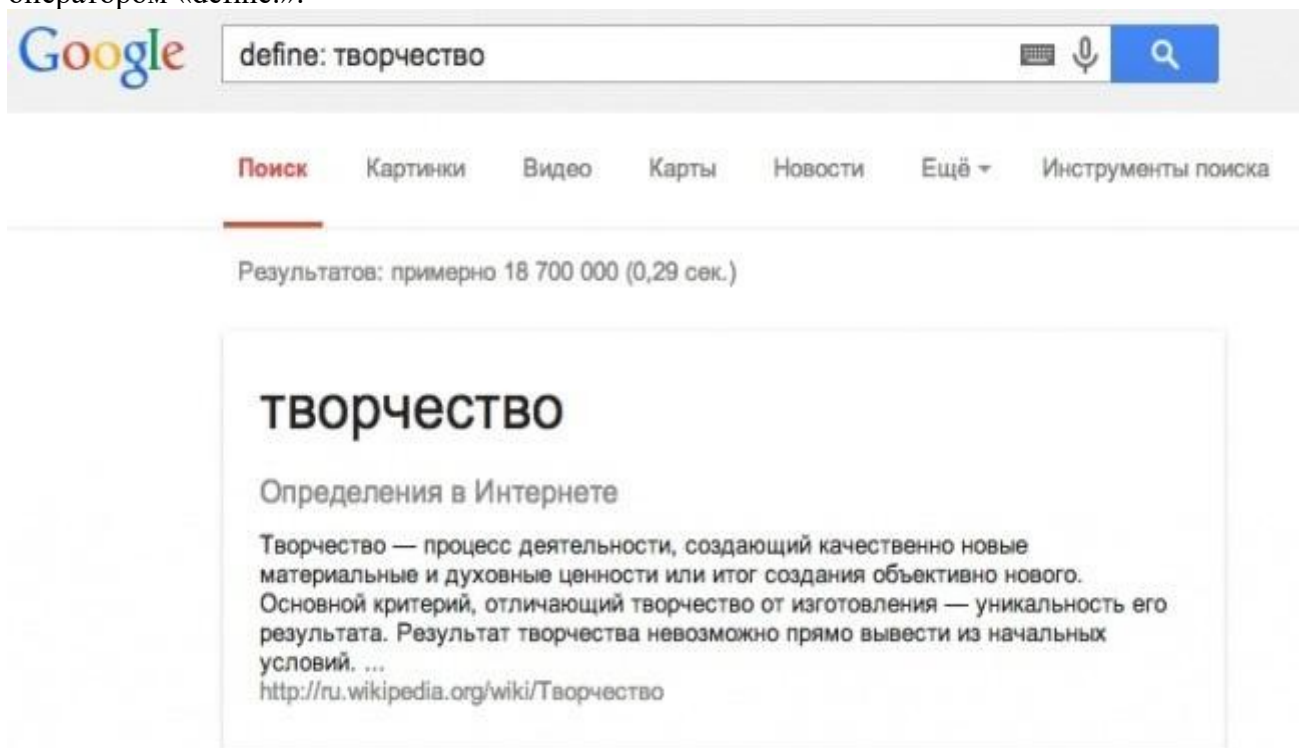 оператором «define:».
Google define: творчество
Поиск Картинки Видео Карты Новости Ещё Инструменты поиска
Результатов: примерно 18 700 000 (0,29 сек.)
творчество
Определения в Интернете
Творчество — процесс деятельности, создающий качественно новые
материальные и духовные ценности или итог создания объективно нового.
Основной критерий, отличающий творчество от изготовления — уникальность его
результата. Результат творчества невозможно прямо вывести из начальных
условий. ...
http://ru.wikipedia.org/wiki/Творчество